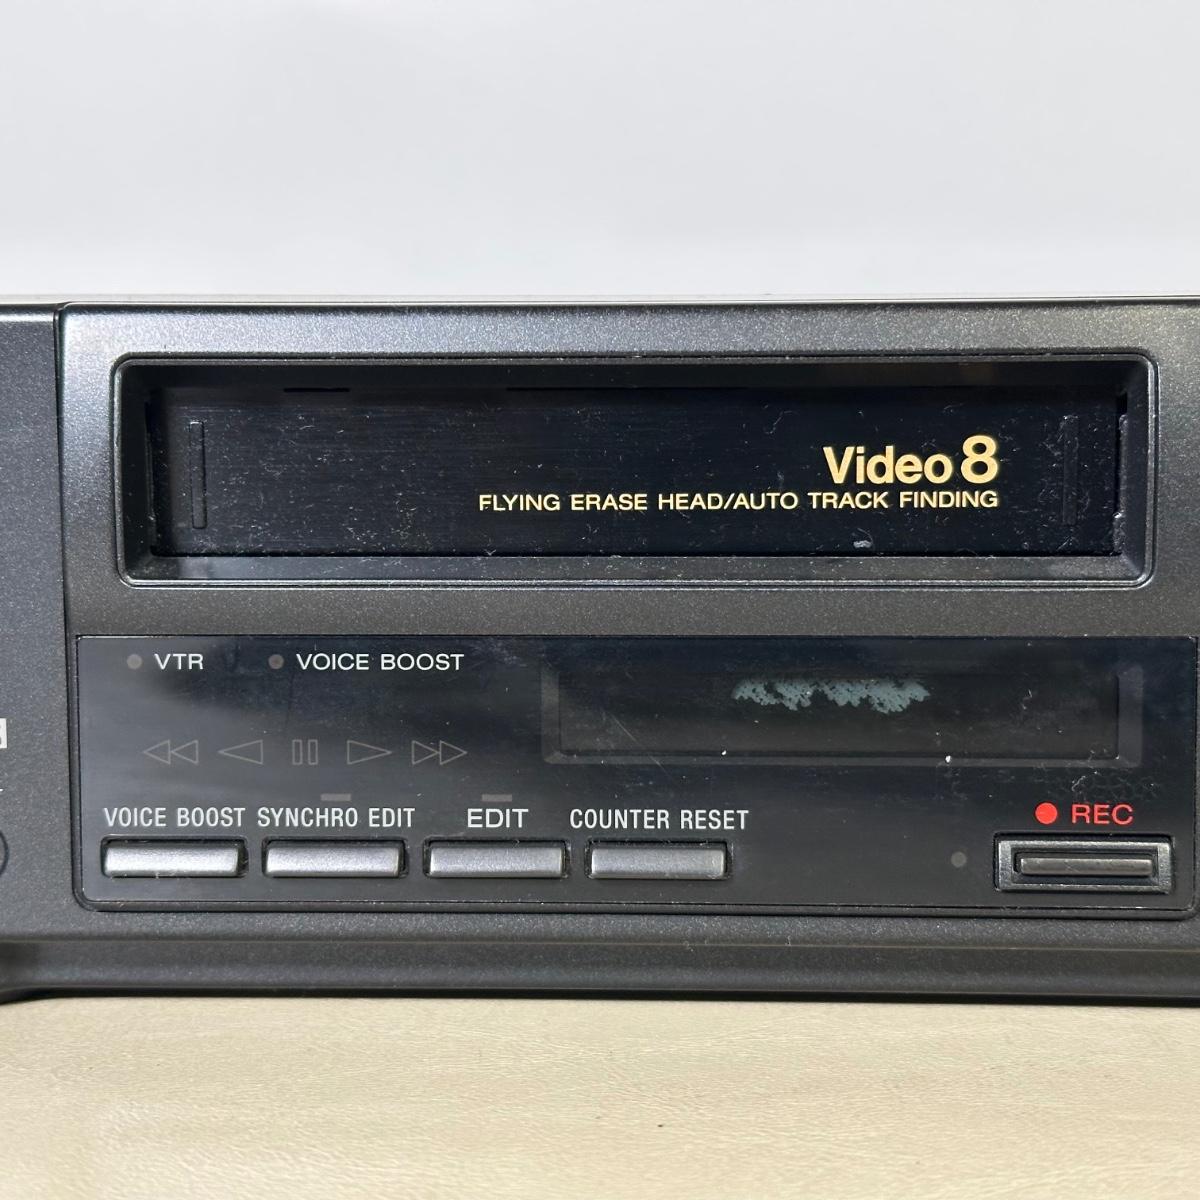 Video 8
FLYING ERASE HEAD/AUTO TRACK FINDING
VTR VOICE BOOST
VOICE BOOST SYNCHRO EDIT EDIT COUNTER RESET
REC